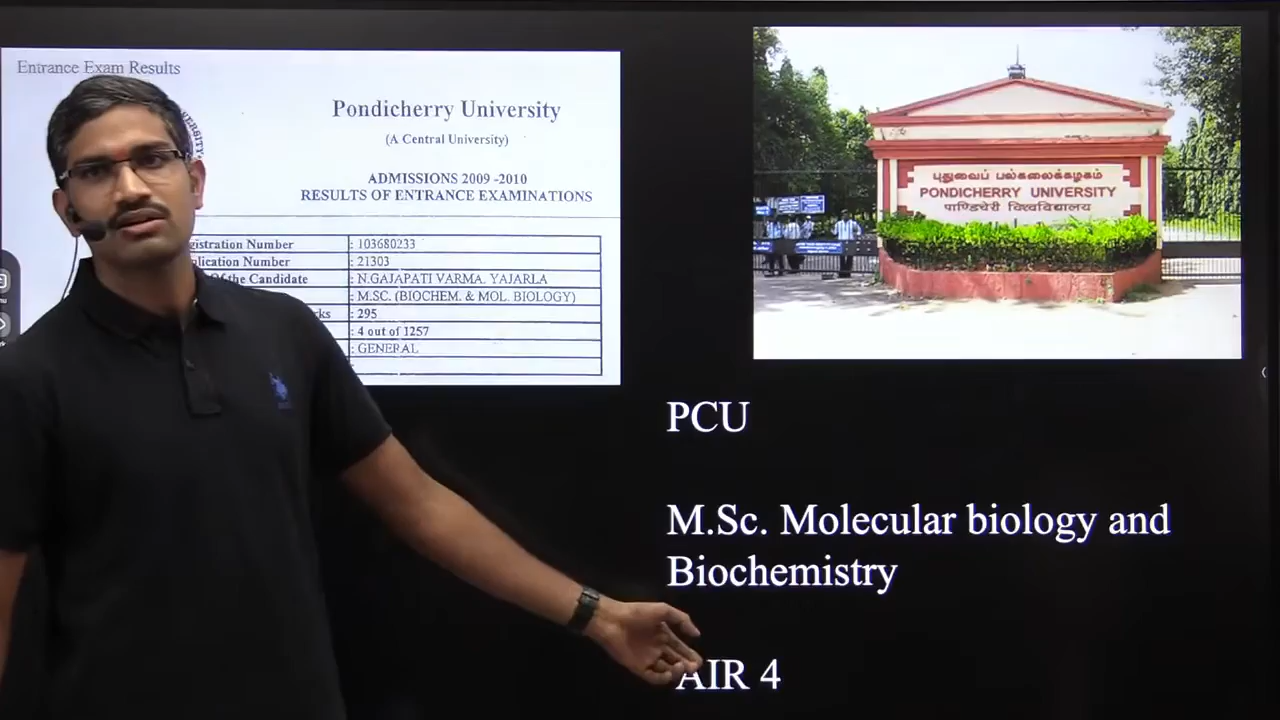 Entrance Exam Results
Pondicherry University
(A Central University)
ADMISSIONS 2009 -2010
RESULTS OF ENTRANCE EXAMINATIONS
gistration Number : 103680233
plication Number : 21303
Of the Candidate : N.GAJAPATI VARMA. YAJARLA
: M.SC. (BIOCHEM. & MOL. BIOLOGY)
ks : 295
: 4 out of 1257
: GENERAL
புதுவைப் பல்கலைக்கழகம்
PONDICHERRY UNIVERSITY
पाण्डिचेरी विश्वविद्यालय
PCU
M.Sc. Molecular biology and
Biochemistry
AIR 4